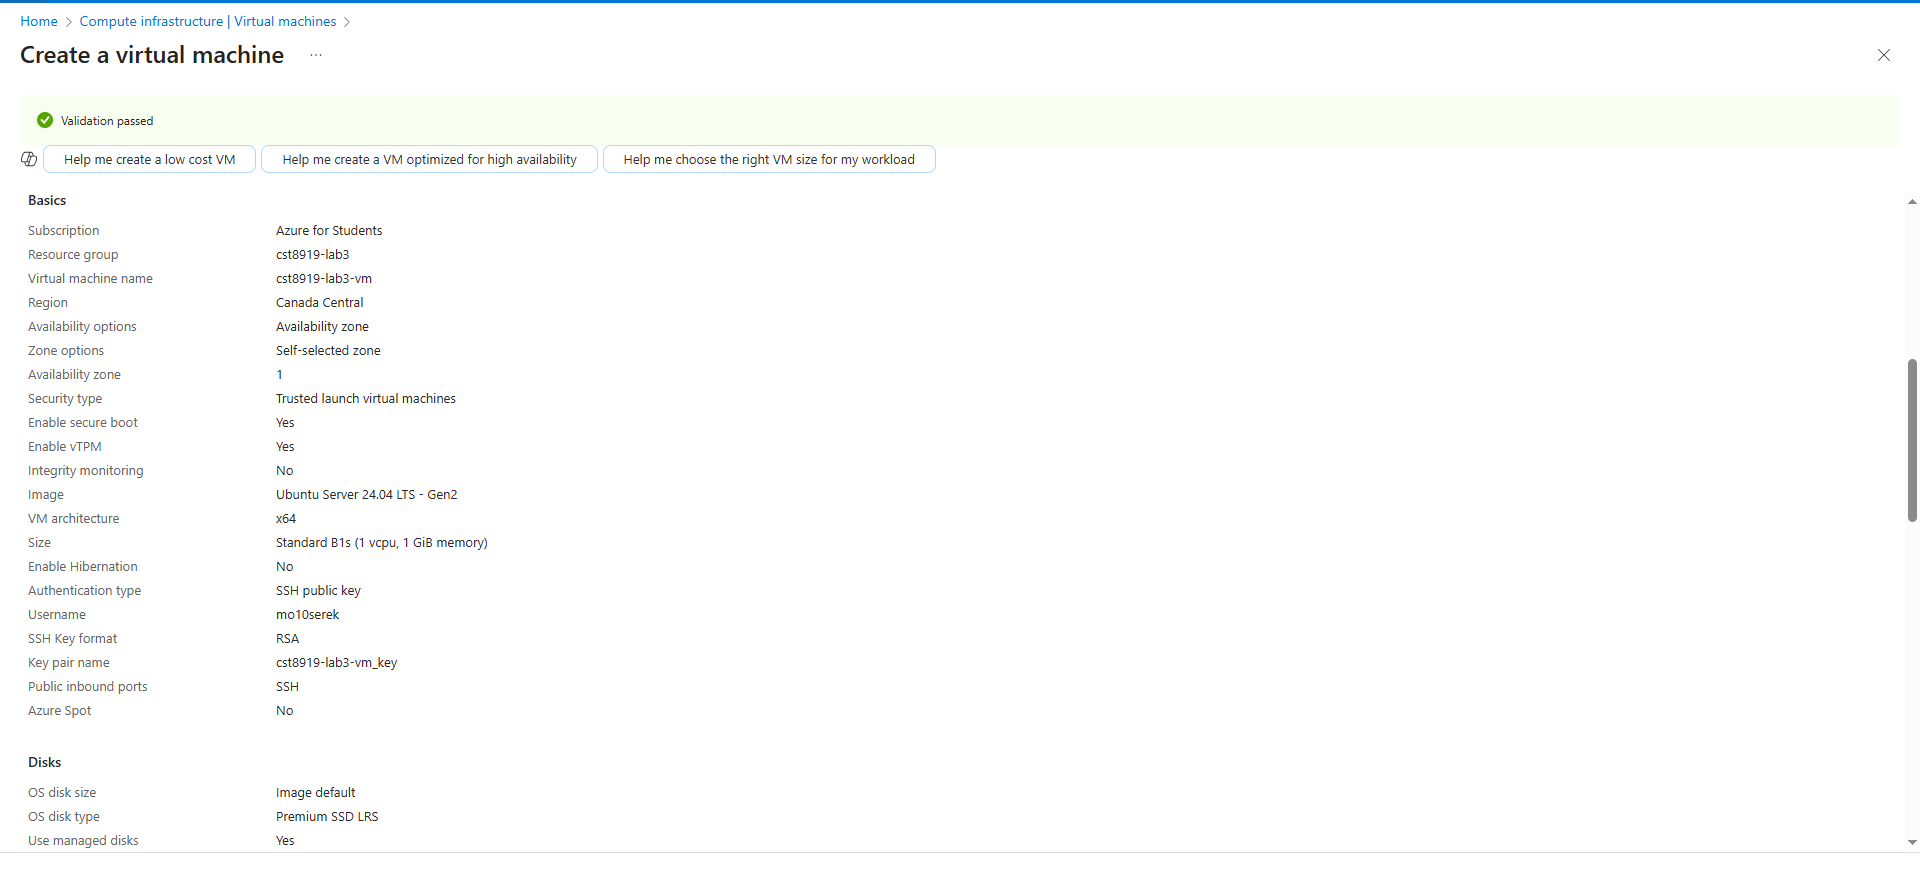 Home > Compute infrastructure | Virtual machines >
Create a virtual machine ...
Validation passed
Help me create a low cost VM Help me create a VM optimized for high availability Help me choose the right VM size for my workload
Basics
Subscription Azure for Students
Resource group cst8919-lab3
Virtual machine name cst8919-lab3-vm
Region Canada Central
Availability options Availability zone
Zone options Self-selected zone
Availability zone 1
Security type Trusted launch virtual machines
Enable secure boot Yes
Enable vTPM Yes
Integrity monitoring No
Image Ubuntu Server 24.04 LTS - Gen2
VM architecture x64
Size Standard B1s (1 vcpu, 1 GiB memory)
Enable Hibernation No
Authentication type SSH public key
Username mo10serek
SSH Key format RSA
Key pair name cst8919-lab3-vm_key
Public inbound ports SSH
Azure Spot No
Disks
OS disk size Image default
OS disk type Premium SSD LRS
Use managed disks Yes